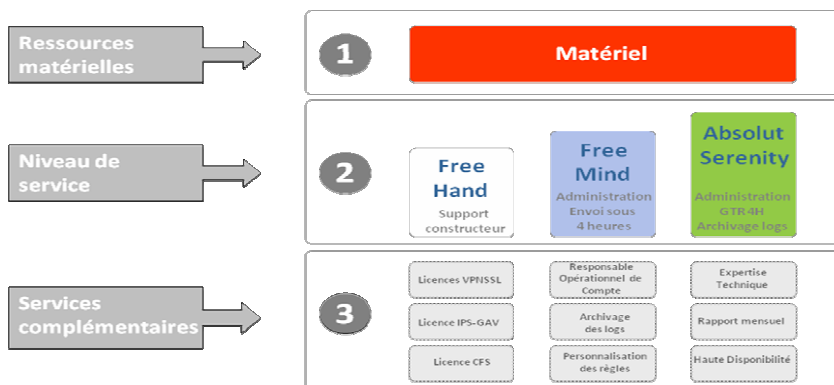 Ressources
matérielles
1
Matériel
Niveau de
service
2
Free
Hand
Support
constructeur
Free
Mind
Administration
Envoi sous
4 heures
Absolut
Serenity
Administration
GTR4H
Archivage logs
Services
complémentaires
3
Licences VPNSSL
Responsable
Opérationnel de
Compte
Expertise
Technique
Licence IPS-GAV
Archivage
des logs
Rapport mensuel
Licence CFS
Personnalisation
des règles
Haute Disponibilité